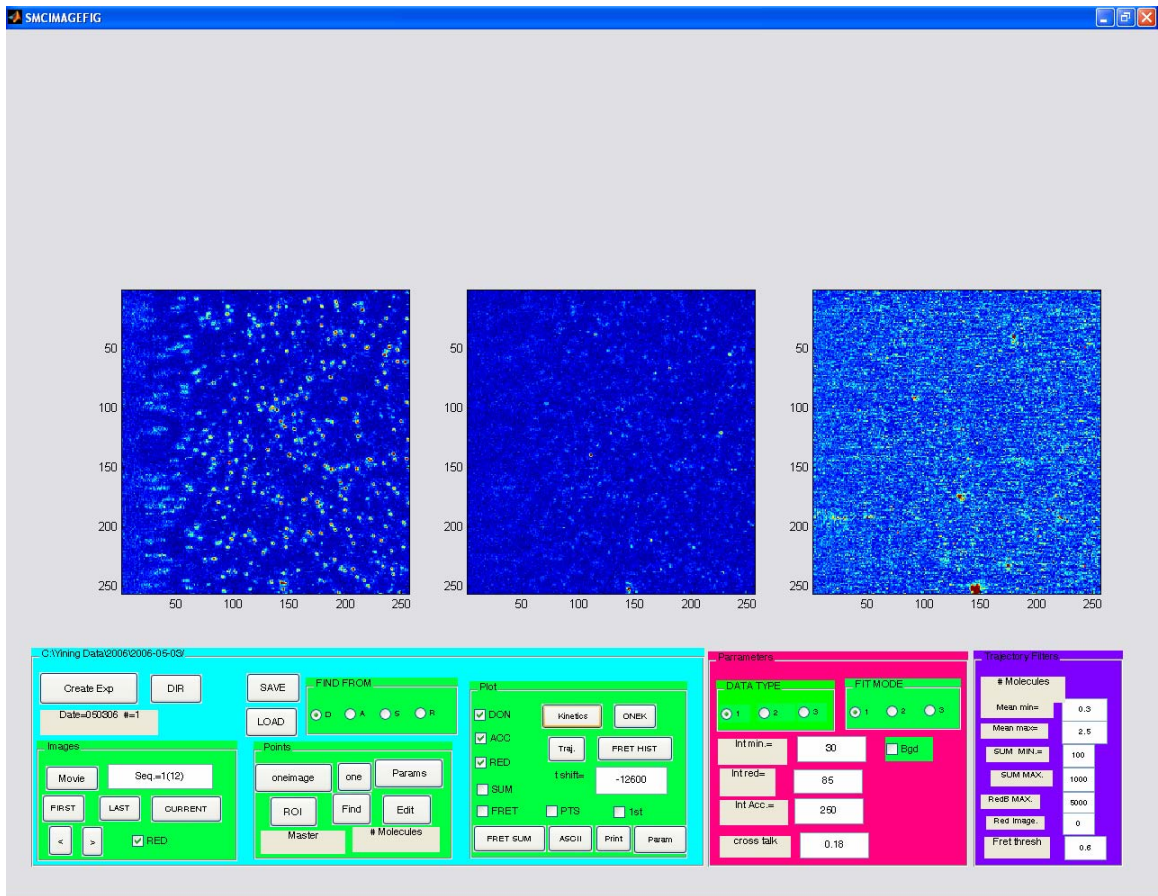 SMCIMAGEFIG
50
100
150
200
250
50 100 150 200 250
50
100
150
200
250
50 100 150 200 250
50
100
150
200
250
50 100 150 200 250
C:\Yining Data\2006\2006-05-03/
Create Exp DIR SAVE
Date=050306 #=1
LOAD
FIND FROM
D A S R
Images
Movie Seq.=1(12)
FIRST LAST CURRENT
< > RED
Points
oneimage one Params
ROI Find Edit
Master # Molecules
Plot
DON Kinetics ONEK
ACC Traj. FRET HIST
RED t shift= -12600
SUM
FRET PTS 1st
FRET SUM ASCII Print Param
Parrameters
DATA TYPE
1 2 3
FIT MODE
1 2 3
Int min.= 30 Bgd
Int red= 85
Int Acc.= 250
cross talk 0.18
Trajectory Filters
# Molecules
Mean min= 0.3
Mean max= 2.5
SUM MIN.= 100
SUM MAX. 1000
RedB MAX. 5000
Red Image. 0
Fret thresh 0.6